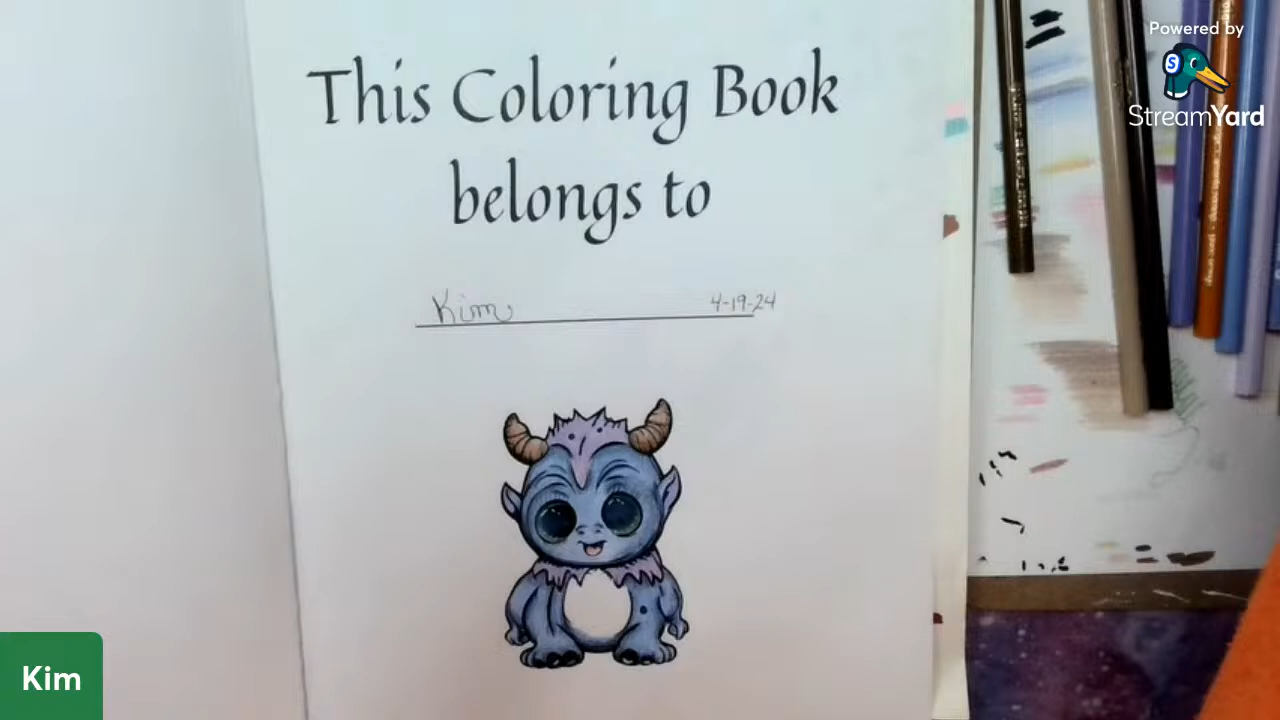 This Coloring Book
belongs to
Kim 4-19-24
Powered by
StreamYard
Kim